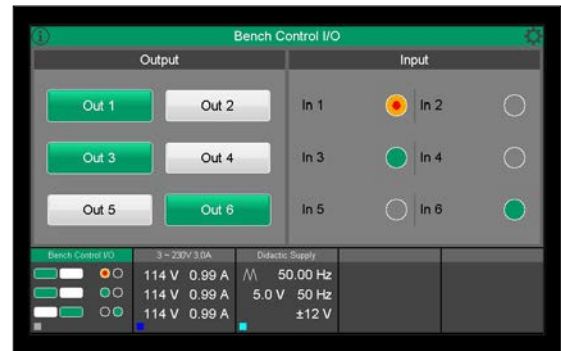 Bench Control I/O
Output
Input
Out 1
Out 2
In 1
In 2
Out 3
Out 4
In 3
In 4
Out 5
Out 6
In 5
In 6
Bench Control I/O
3 ~ 230V 3.0A
Didactic Supply
114 V 0.99 A
50.00 Hz
114 V 0.99 A
5.0 V 50 Hz
114 V 0.99 A
±12 V